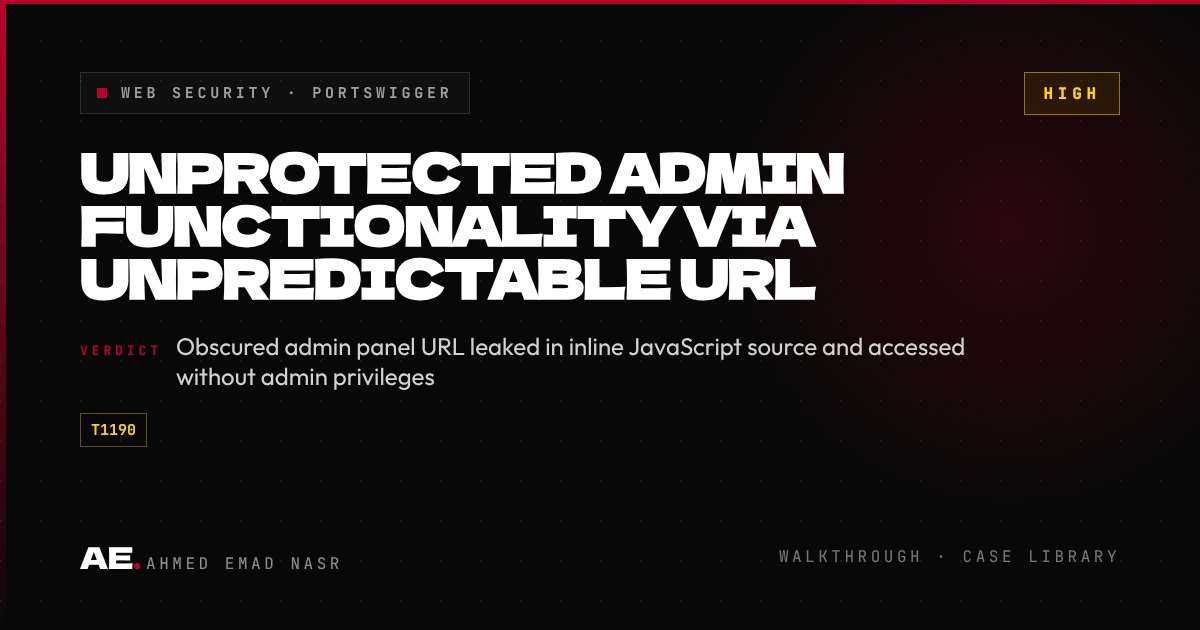 WEB SECURITY · PORTSWIGGER
HIGH
UNPROTECTED ADMIN
FUNCTIONALITY VIA
UNPREDICTABLE URL
VERDICT Obscured admin panel URL leaked in inline JavaScript source and accessed
without admin privileges
T1190
AE. AHMED EMAD NASR
WALKTHROUGH · CASE LIBRARY